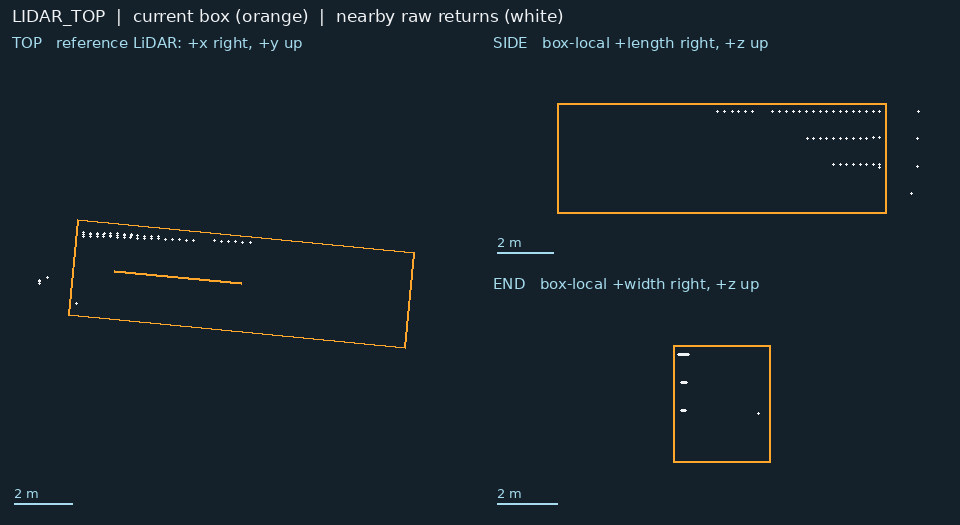 LIDAR_TOP | current box (orange) | nearby raw returns (white)
TOP reference LiDAR: +x right, +y up
SIDE box-local +length right, +z up
2 m
END box-local +width right, +z up
2 m
2 m